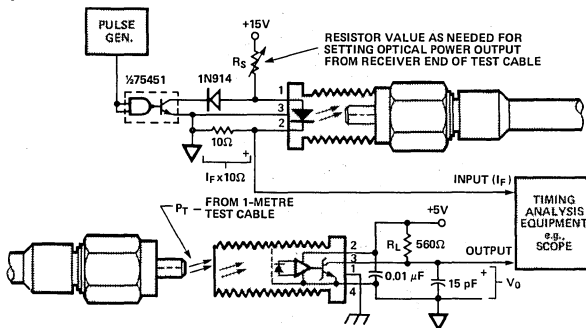 PULSE
GEN.
+15V
RS
RESISTOR VALUE AS NEEDED FOR
SETTING OPTICAL POWER OUTPUT
FROM RECEIVER END OF TEST CABLE
½75451
1N914
1
3
2
10Ω
+
IF x10Ω
INPUT (IF)
TIMING
ANALYSIS
EQUIPMENT
e.g.,
SCOPE
PT – FROM 1-METRE
TEST CABLE
+5V
RL
560Ω
OUTPUT
2
3
1
4
0.01 μF
15 pF
+
V0